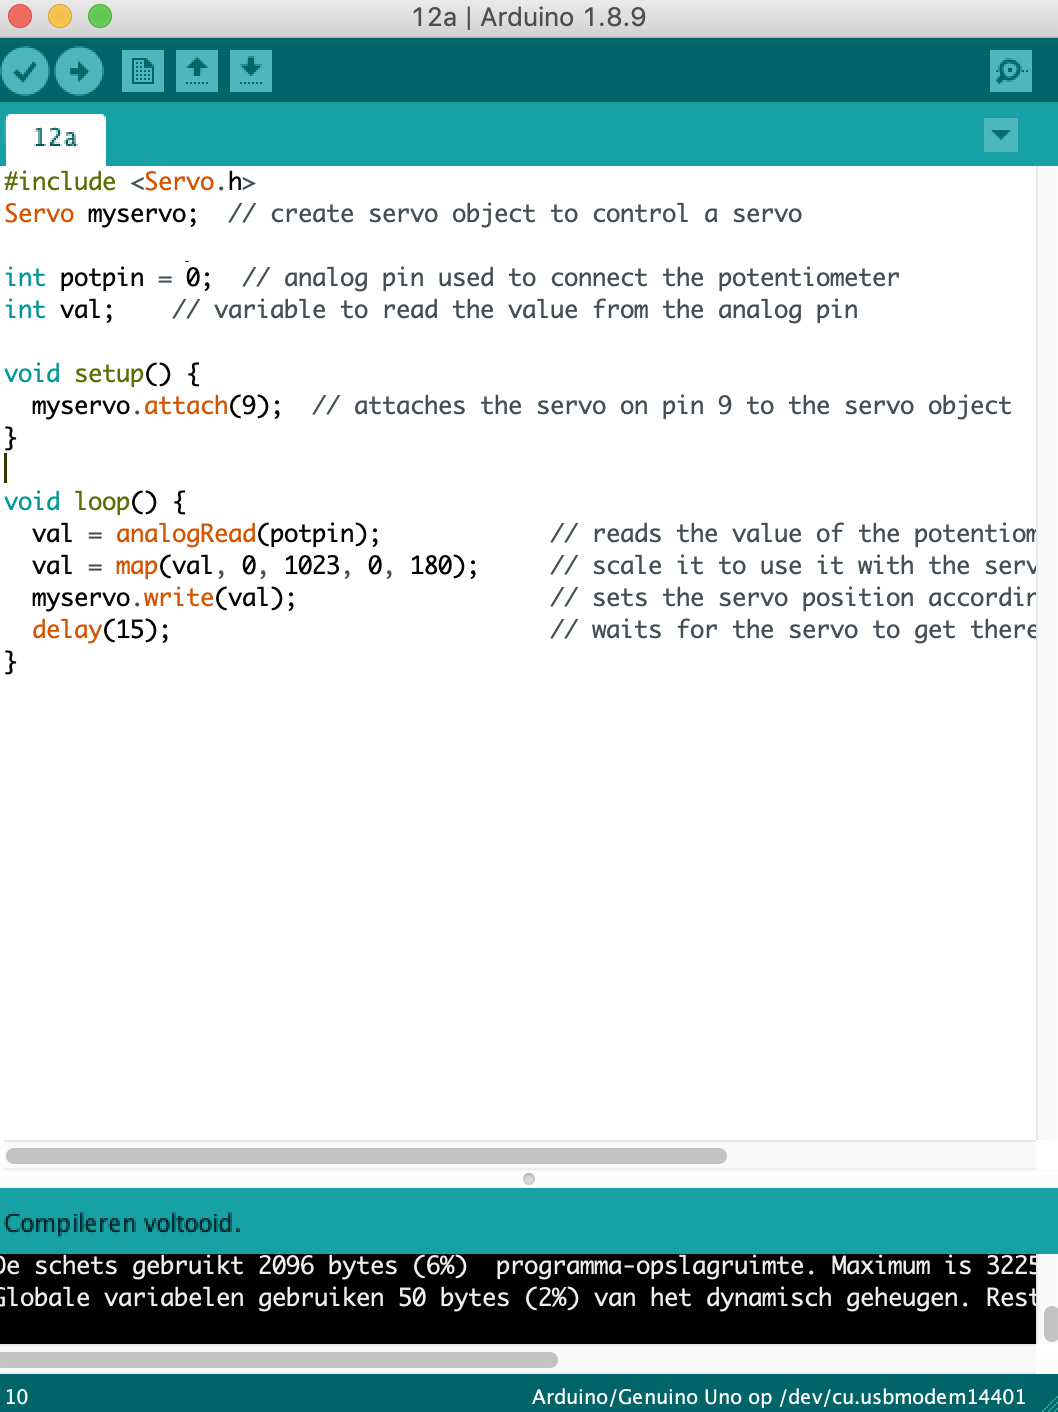 12a | Arduino 1.8.9
12a
#include <Servo.h>
Servo myservo;  // create servo object to control a servo
int potpin = 0;  // analog pin used to connect the potentiometer
int val;    // variable to read the value from the analog pin
void setup() {
  myservo.attach(9);  // attaches the servo on pin 9 to the servo object
}
void loop() {
  val = analogRead(potpin);            // reads the value of the potentiom
  val = map(val, 0, 1023, 0, 180);     // scale it to use it with the serv
  myservo.write(val);                  // sets the servo position accordin
  delay(15);                           // waits for the servo to get there
}
Compileren voltooid.
De schets gebruikt 2096 bytes (6%)  programma-opslagruimte. Maximum is 3225
Globale variabelen gebruiken 50 bytes (2%) van het dynamisch geheugen. Rest
10
Arduino/Genuino Uno op /dev/cu.usbmodem14401